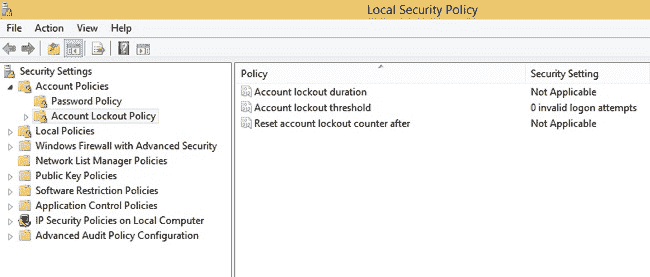 Local Security Policy
File Action View Help
Security Settings
Account Policies
Password Policy
Account Lockout Policy
Local Policies
Windows Firewall with Advanced Security
Network List Manager Policies
Public Key Policies
Software Restriction Policies
Application Control Policies
IP Security Policies on Local Computer
Advanced Audit Policy Configuration
Policy Security Setting
Account lockout duration Not Applicable
Account lockout threshold 0 invalid logon attempts
Reset account lockout counter after Not Applicable